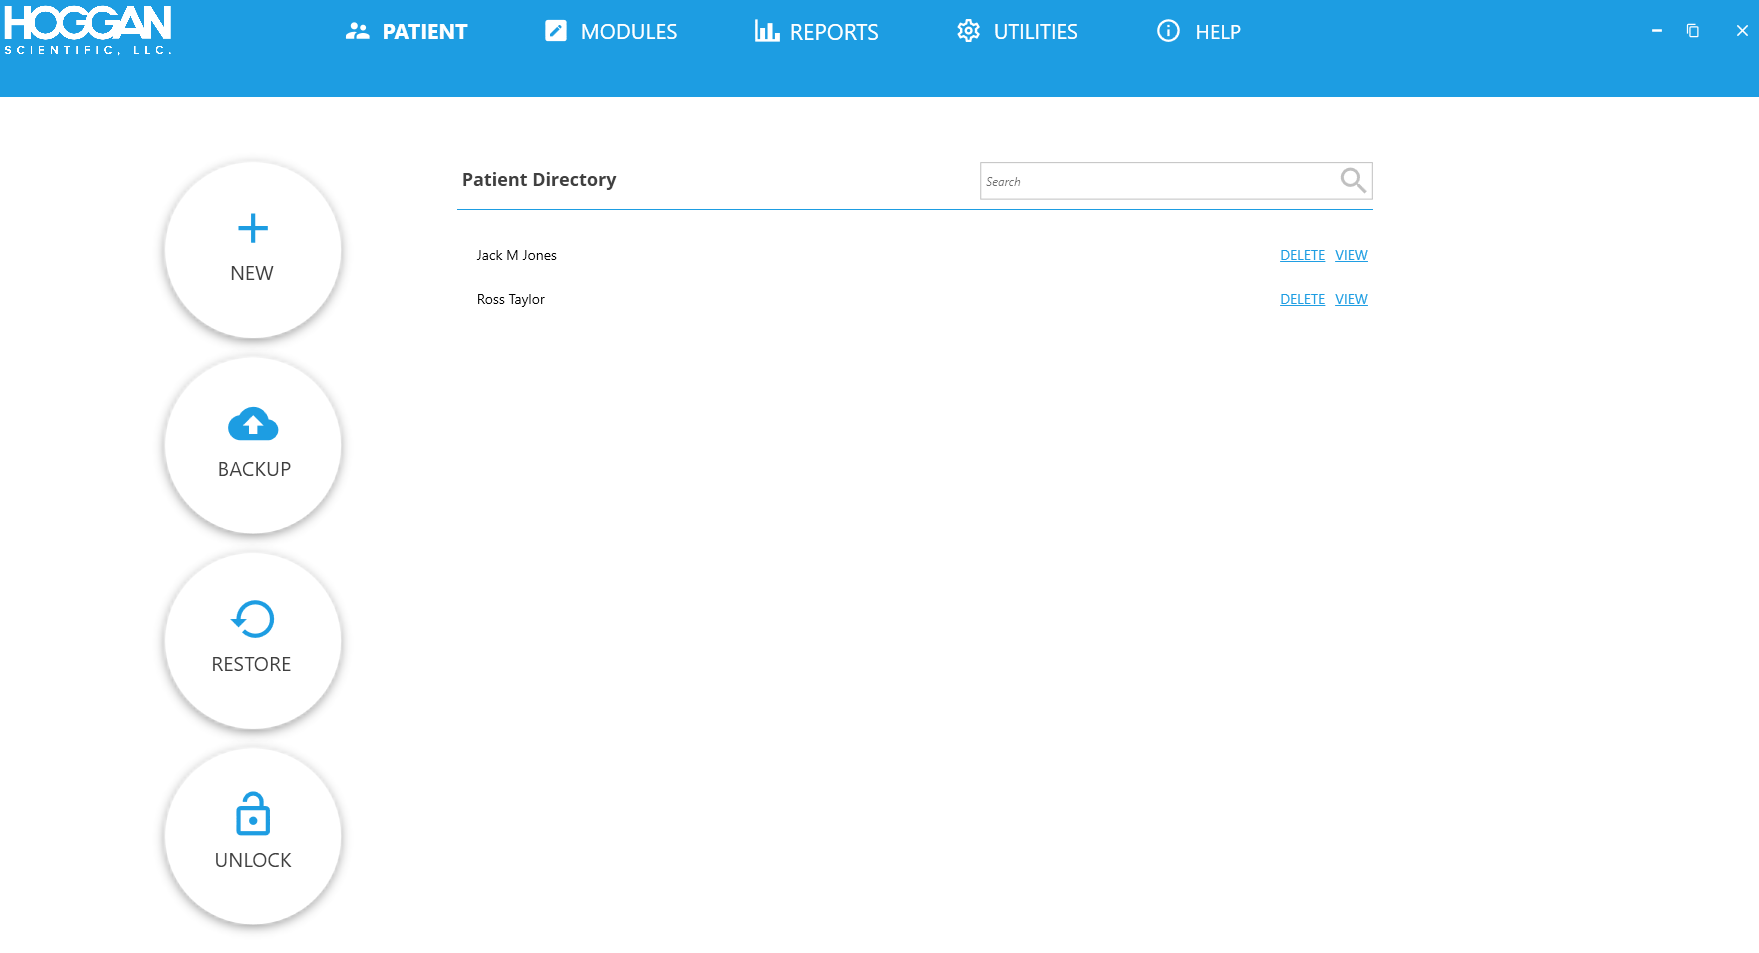 HOGGAN
SCIENTIFIC, LLC.
PATIENT
MODULES
REPORTS
UTILITIES
HELP
Patient Directory
Search
NEW
Jack M Jones DELETE VIEW
Ross Taylor DELETE VIEW
BACKUP
RESTORE
UNLOCK